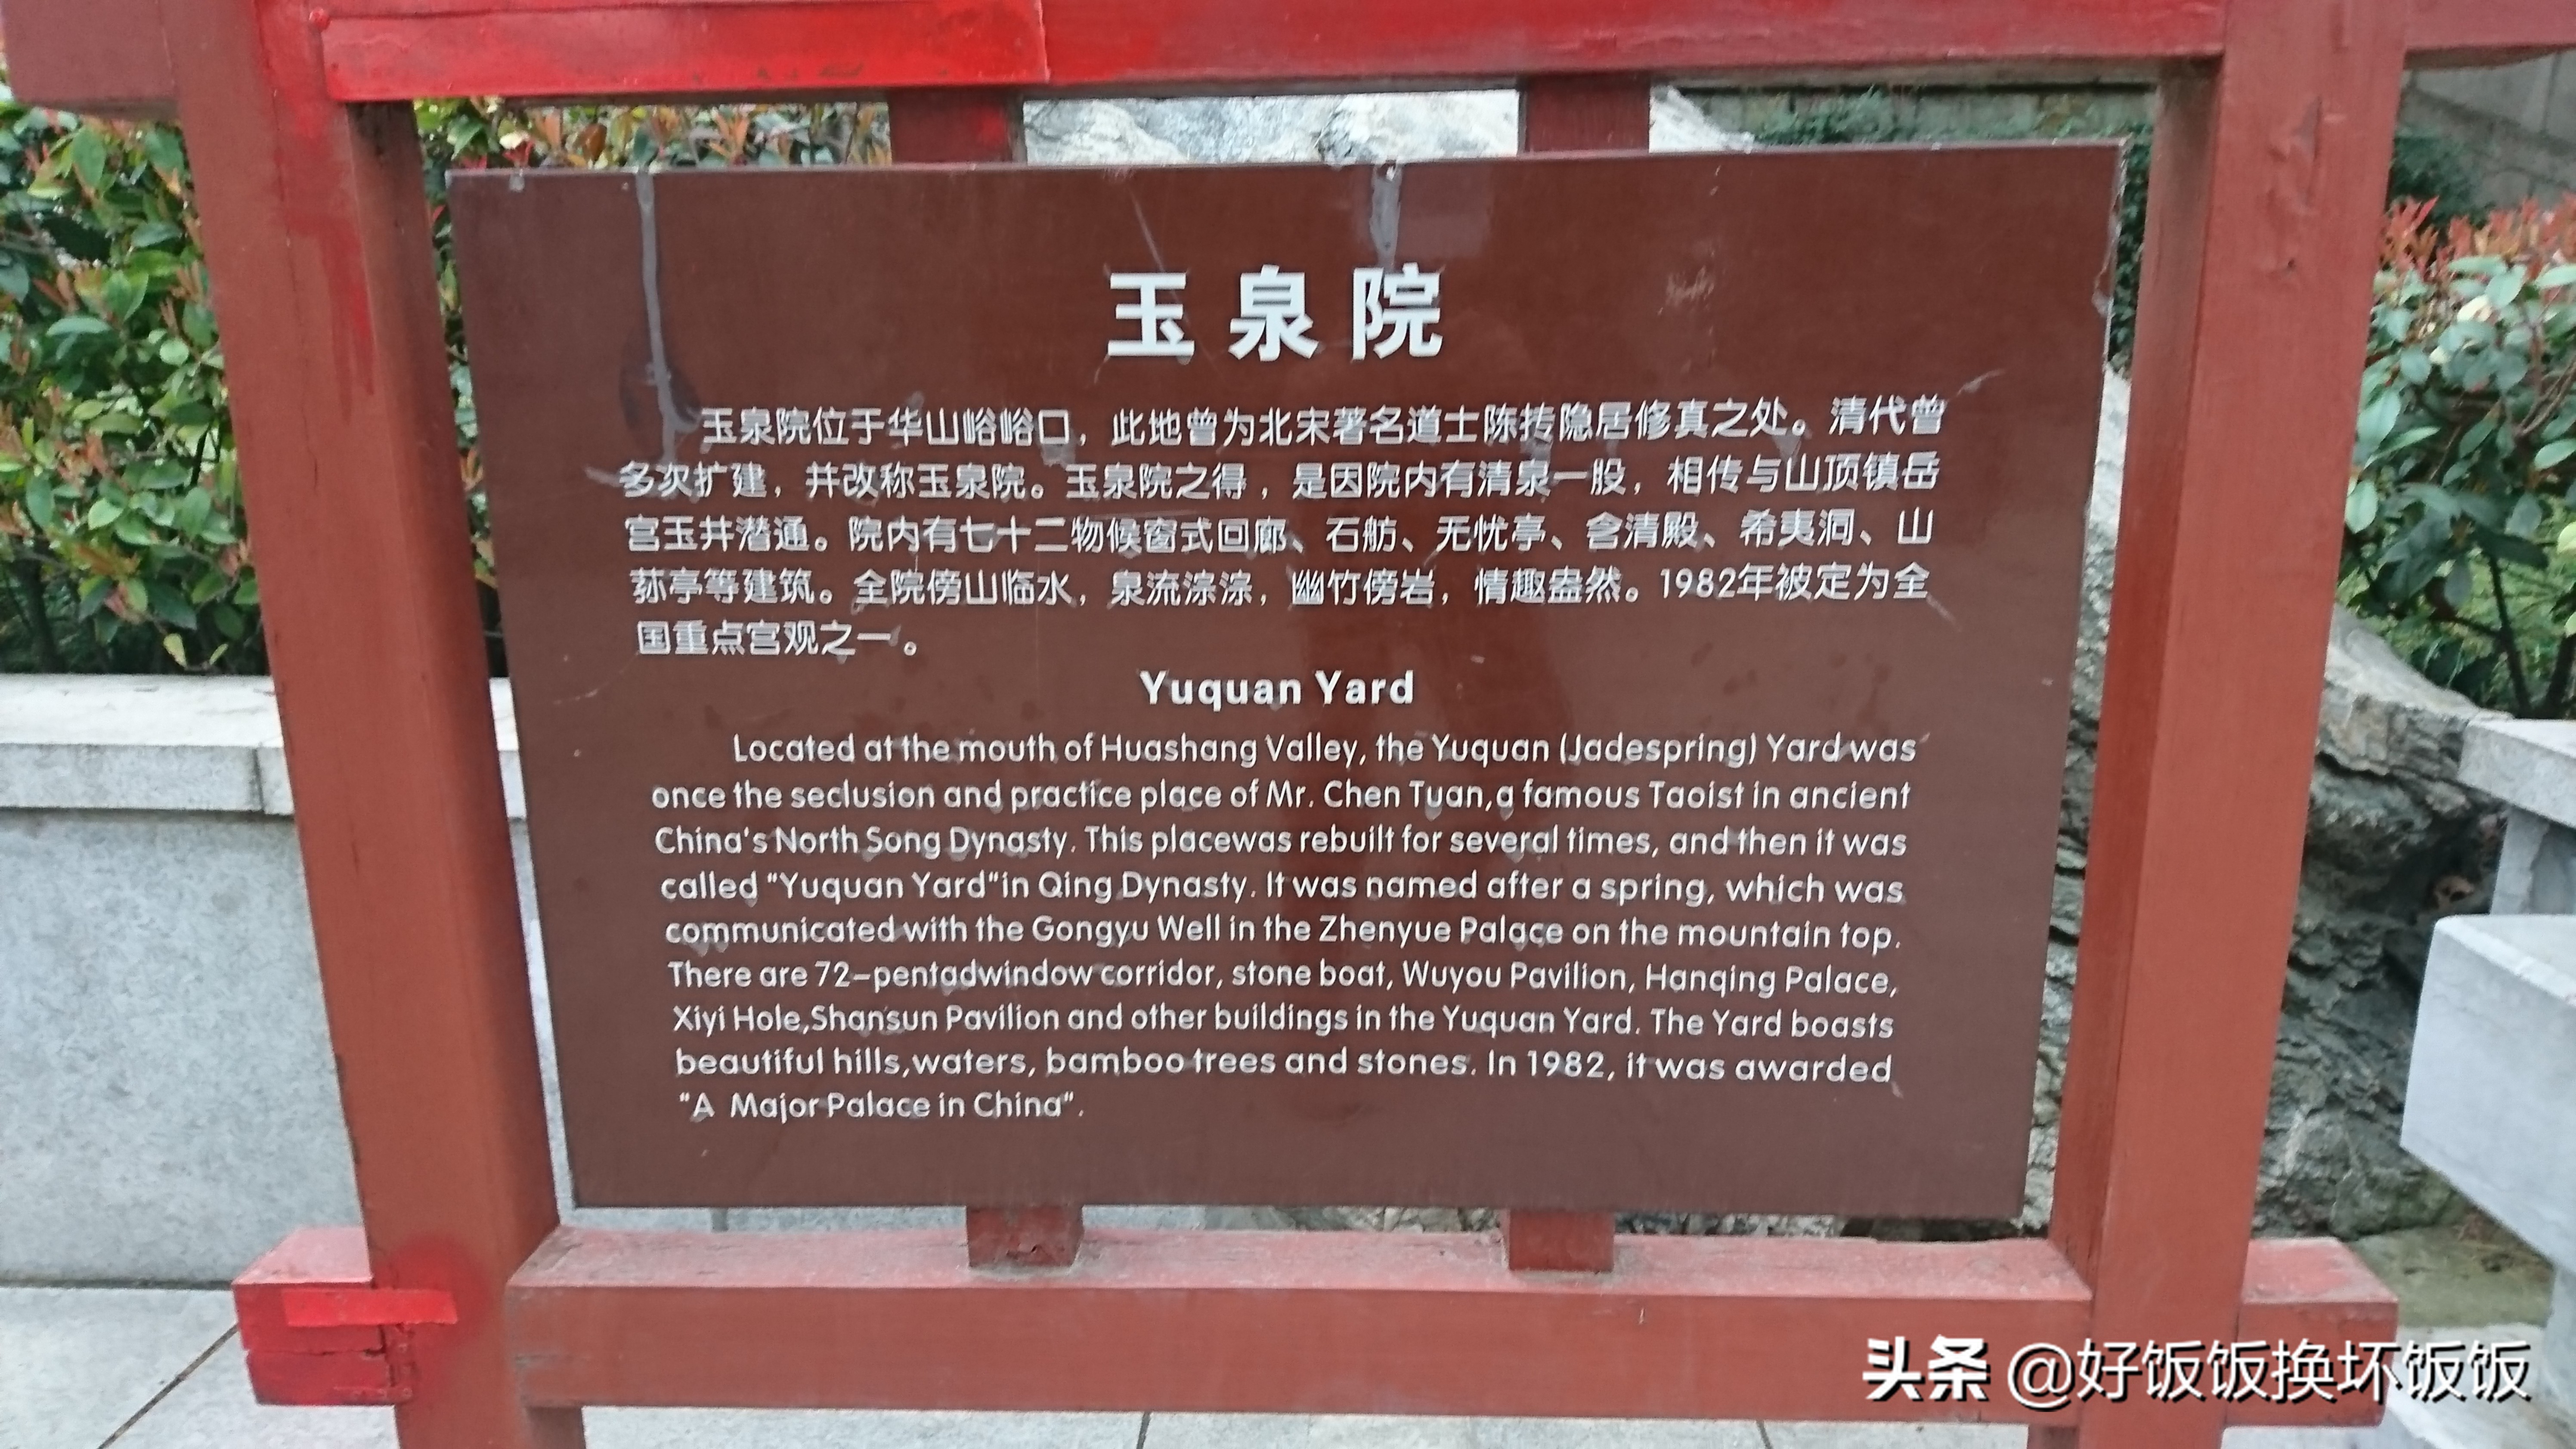 玉泉院
玉泉院位于华山峪峪口，此地曾为北宋著名道士陈抟隐居修真之处。清代曾
多次扩建，并改称玉泉院。玉泉院之得，是因院内有清泉一股，相传与山顶镇岳
宫玉井潜通。院内有七十二物候窗式回廊、石舫、无忧亭、含清殿、希夷洞、山
荪亭等建筑。全院傍山临水，泉流淙淙，幽竹傍岩，情趣盎然。1982年被定为全
国重点宫观之一。
Yuquan Yard
Located at the mouth of Huashang Valley, the Yuquan (Jadespring) Yard was
once the seclusion and practice place of Mr. Chen Tuan,a famous Taoist in ancient
China's North Song Dynasty. This placewas rebuilt for several times, and then it was
called "Yuquan Yard"in Qing Dynasty. It was named after a spring, which was
communicated with the Gongyu Well in the Zhenyue Palace on the mountain top.
There are 72-pentadwindow corridor, stone boat, Wuyou Pavilion, Hanqing Palace,
Xiyi Hole,Shansun Pavilion and other buildings in the Yuquan Yard. The Yard boasts
beautiful hills,waters, bamboo trees and stones. In 1982, it was awarded
"A Major Palace in China".
头条 @好饭饭换坏饭饭